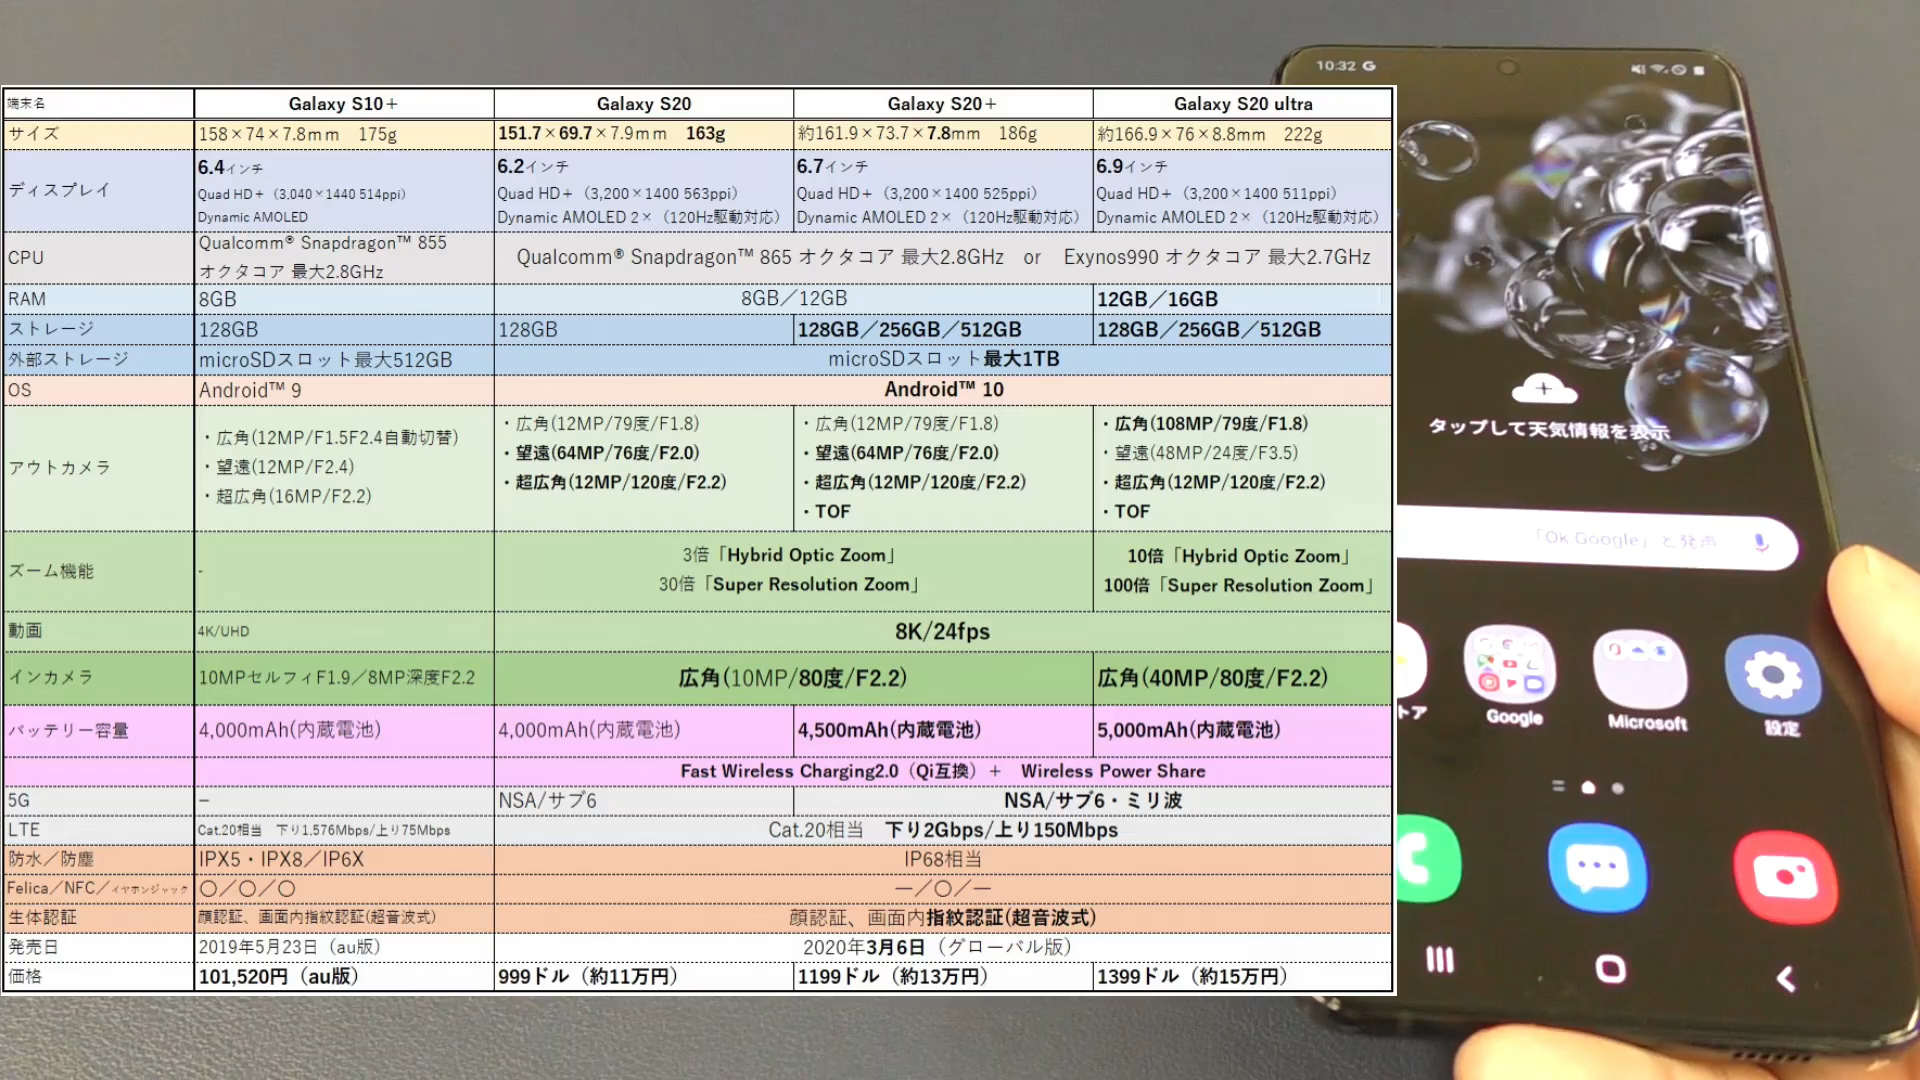 端末名 Galaxy S10＋ Galaxy S20 Galaxy S20＋ Galaxy S20 ultra
サイズ 158×74×7.8mm 175g 151.7×69.7×7.9mm 163g 約161.9×73.7×7.8mm 186g 約166.9×76×8.8mm 222g
ディスプレイ
6.4インチ 6.2インチ 6.7インチ 6.9インチ
Quad HD＋（3,040×1440 514ppi） Quad HD＋（3,200×1400 563ppi） Quad HD＋（3,200×1400 525ppi） Quad HD＋（3,200×1400 511ppi）
Dynamic AMOLED Dynamic AMOLED 2×（120Hz駆動対応） Dynamic AMOLED 2×（120Hz駆動対応） Dynamic AMOLED 2×（120Hz駆動対応）
CPU
Qualcomm® Snapdragon™ 855
オクタコア 最大2.8GHz
Qualcomm® Snapdragon™ 865 オクタコア 最大2.8GHz or Exynos990 オクタコア 最大2.7GHz
RAM 8GB 8GB／12GB 12GB／16GB
ストレージ 128GB 128GB 128GB／256GB／512GB 128GB／256GB／512GB
外部ストレージ microSDスロット最大512GB microSDスロット最大1TB
OS Android™ 9 Android™ 10
アウトカメラ
・広角(12MP/F1.5F2.4自動切替)
・望遠(12MP/F2.4)
・超広角(16MP/F2.2)
・広角(12MP/79度/F1.8)
・望遠(64MP/76度/F2.0)
・超広角(12MP/120度/F2.2)
・広角(12MP/79度/F1.8)
・望遠(64MP/76度/F2.0)
・超広角(12MP/120度/F2.2)
・TOF
・広角(108MP/79度/F1.8)
・望遠(48MP/24度/F3.5)
・超広角(12MP/120度/F2.2)
・TOF
ズーム機能 -
3倍「Hybrid Optic Zoom」
30倍「Super Resolution Zoom」
10倍「Hybrid Optic Zoom」
100倍「Super Resolution Zoom」
動画 4K/UHD 8K/24fps
インカメラ 10MPセルフィF1.9／8MP深度F2.2 広角(10MP/80度/F2.2) 広角(40MP/80度/F2.2)
バッテリー容量 4,000mAh(内蔵電池) 4,000mAh(内蔵電池) 4,500mAh(内蔵電池) 5,000mAh(内蔵電池)
Fast Wireless Charging2.0（Qi互換）＋ Wireless Power Share
5G － NSA/サブ6 NSA/サブ6・ミリ波
LTE Cat.20相当 下り1.576Mbps/上り75Mbps Cat.20相当 下り2Gbps/上り150Mbps
防水／防塵 IPX5・IPX8／IP6X IP68相当
Felica／NFC／イヤホンジャック 〇／〇／〇 ―／〇／―
生体認証 顔認証、画面内指紋認証(超音波式) 顔認証、画面内指紋認証(超音波式)
発売日 2019年5月23日（au版） 2020年3月6日（グローバル版）
価格 101,520円（au版） 999ドル（約11万円） 1199ドル（約13万円） 1399ドル（約15万円）
10:32 G
タップして天気情報を表示
「Ok Google」と発声
トア Google Microsoft 設定